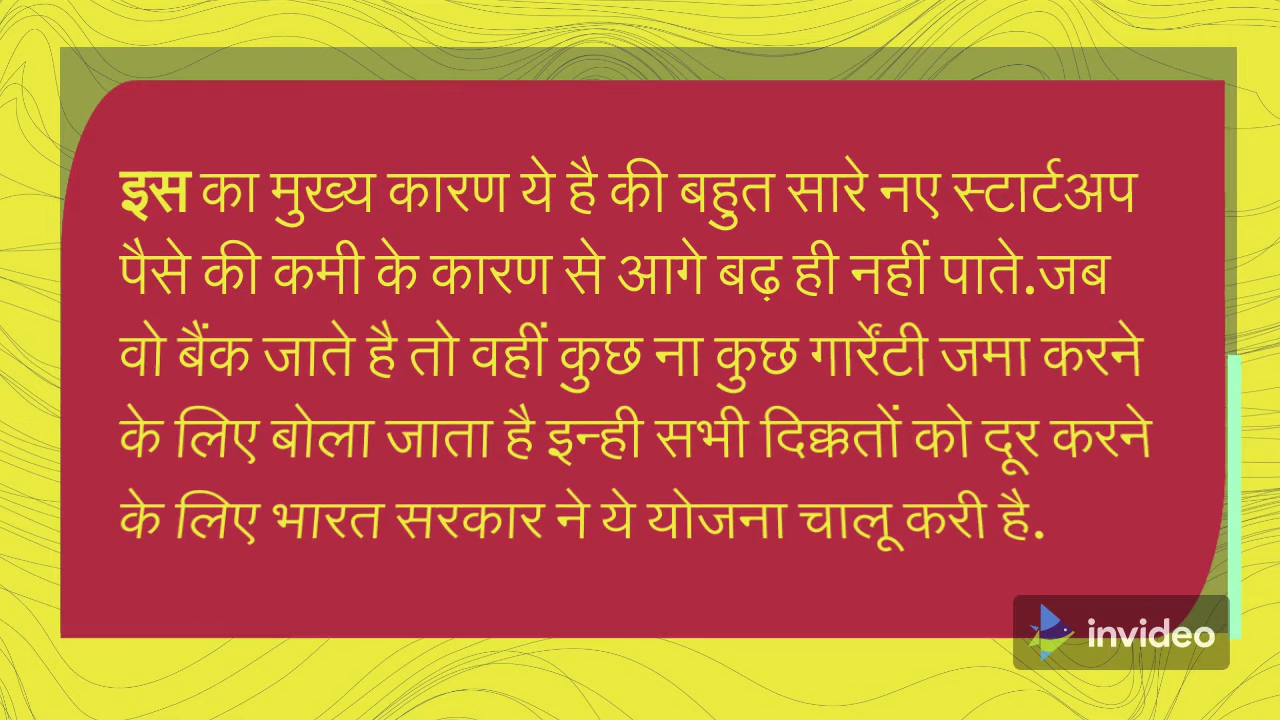 इस का मुख्य कारण ये है की बहुत सारे नए स्टार्टअप
पैसे की कमी के कारण से आगे बढ़ ही नहीं पाते.जब
वो बैंक जाते है तो वहीं कुछ ना कुछ गार्रेंटी जमा करने
के लिए बोला जाता है इन्ही सभी दिक्कतों को दूर करने
के लिए भारत सरकार ने ये योजना चालू करी है.
invideo